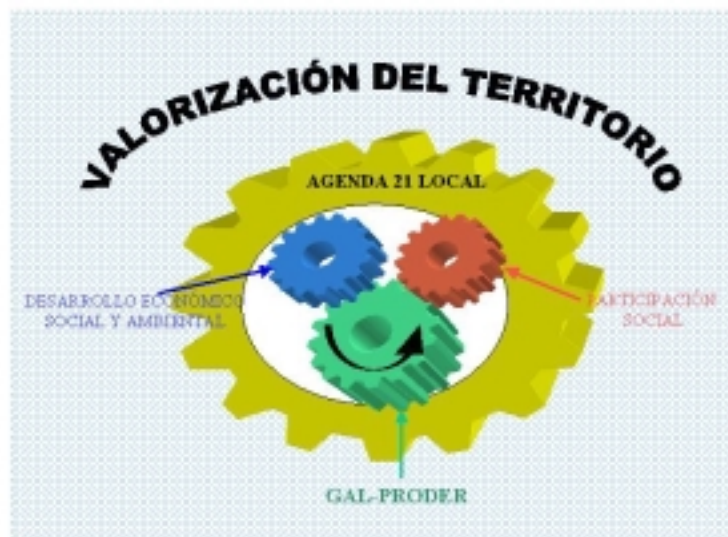 VALORIZACIÓN DEL TERRITORIO
AGENDA 21 LOCAL
DESARROLLO ECONÓMICO
SOCIAL Y AMBIENTAL
PARTICIPACIÓN
SOCIAL
GAL-PRODER